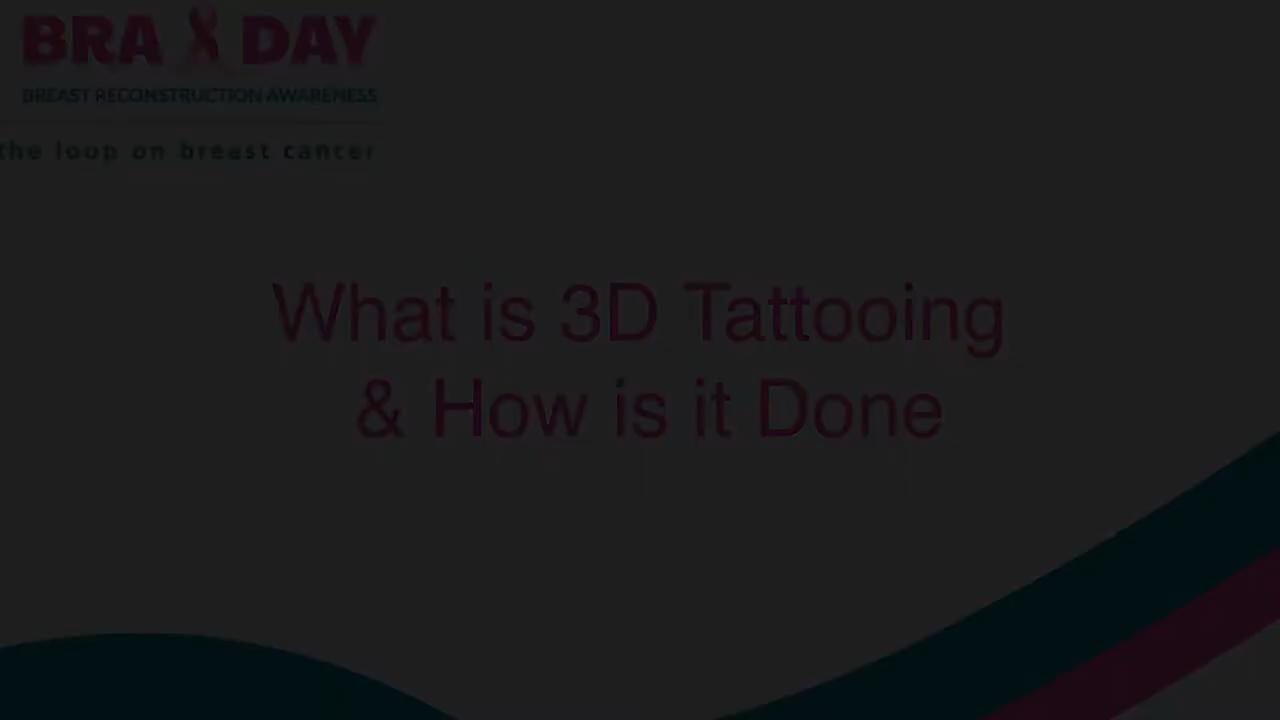 BRA DAY
BREAST RECONSTRUCTION AWARENESS
the loop on breast cancer
What is 3D Tattooing
& How is it Done